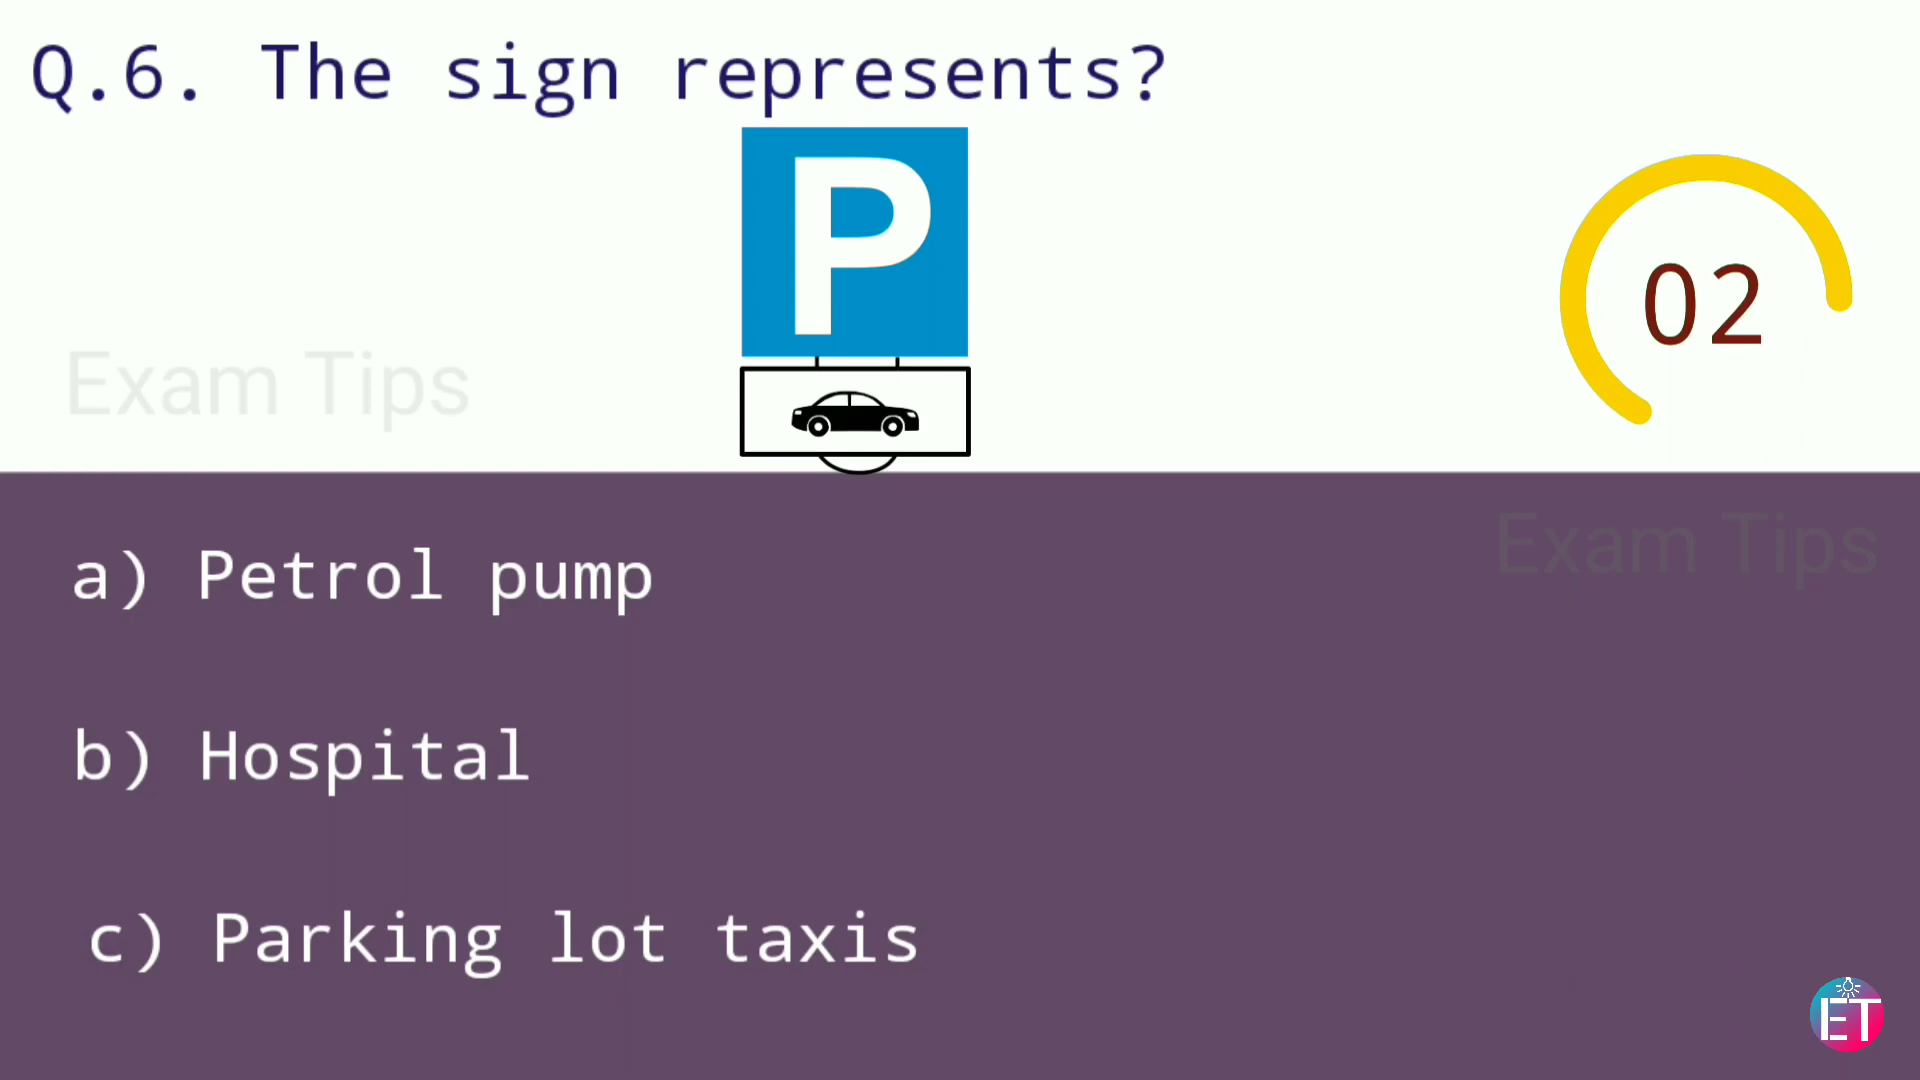 Q.6. The sign represents?
P
02
Exam Tips
Exam Tips
a) Petrol pump
b) Hospital
c) Parking lot taxis
ET